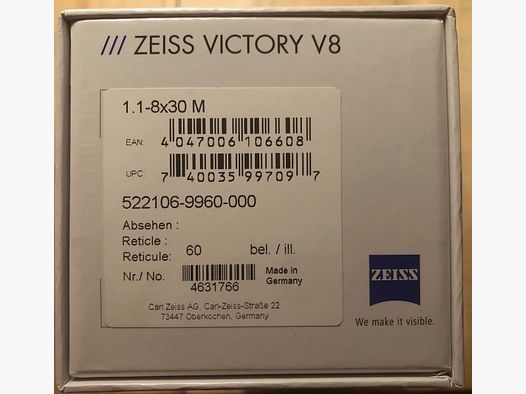 /// ZEISS VICTORY V8
1.1-8x30 M
EAN: 4 047006 106608
UPC: 7 40035 99709 7
522106-9960-000
Absehen :
Reticle :
Reticule: 60 bel. / ill.
Nr./ No. 4631766
Made in
Germany
Carl Zeiss AG, Carl-Zeiss-Straße 22
73447 Oberkochen, Germany
ZEISS
We make it visible.